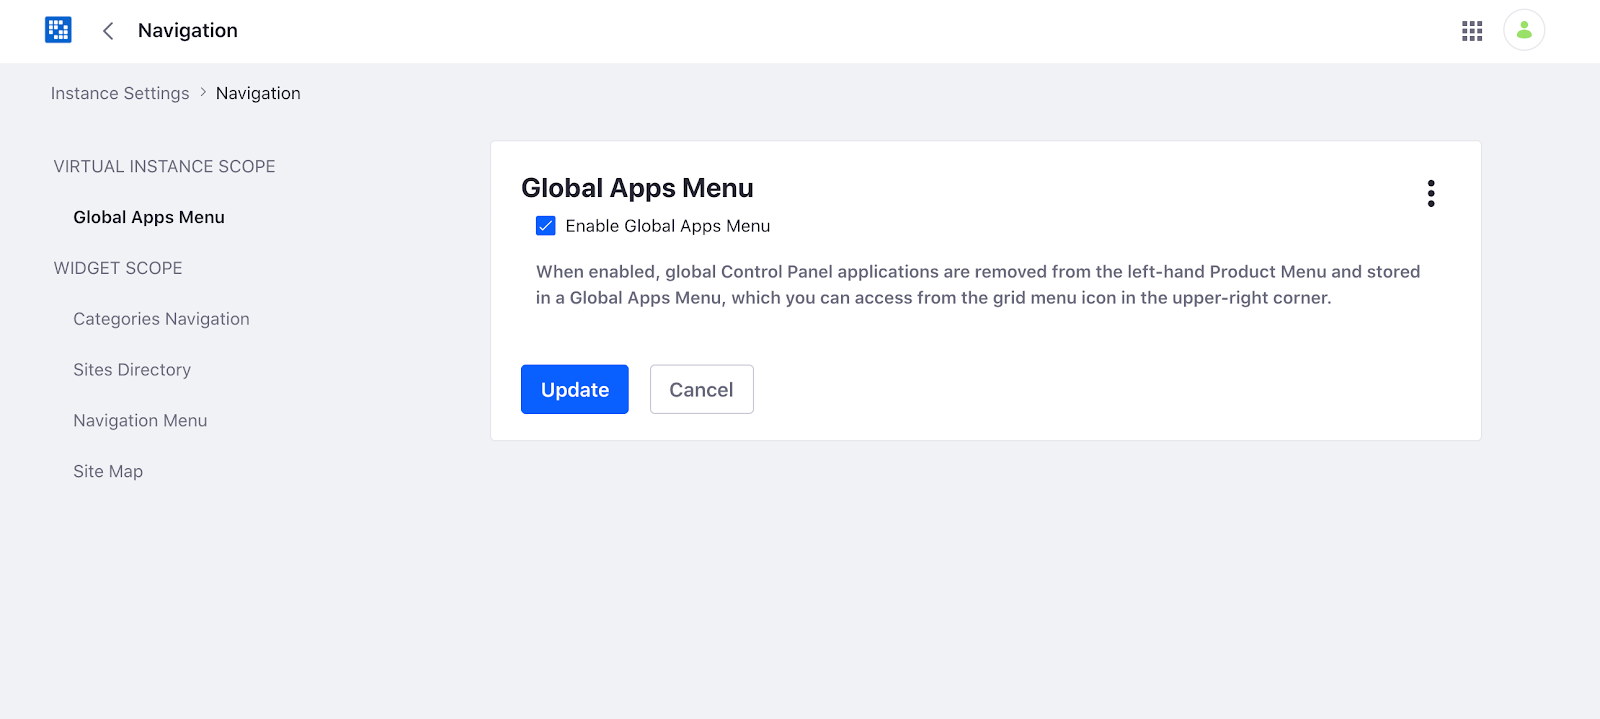 Navigation
Instance Settings > Navigation
VIRTUAL INSTANCE SCOPE
Global Apps Menu
WIDGET SCOPE
Categories Navigation
Sites Directory
Navigation Menu
Site Map
Global Apps Menu
Enable Global Apps Menu
When enabled, global Control Panel applications are removed from the left-hand Product Menu and stored
in a Global Apps Menu, which you can access from the grid menu icon in the upper-right corner.
Update
Cancel